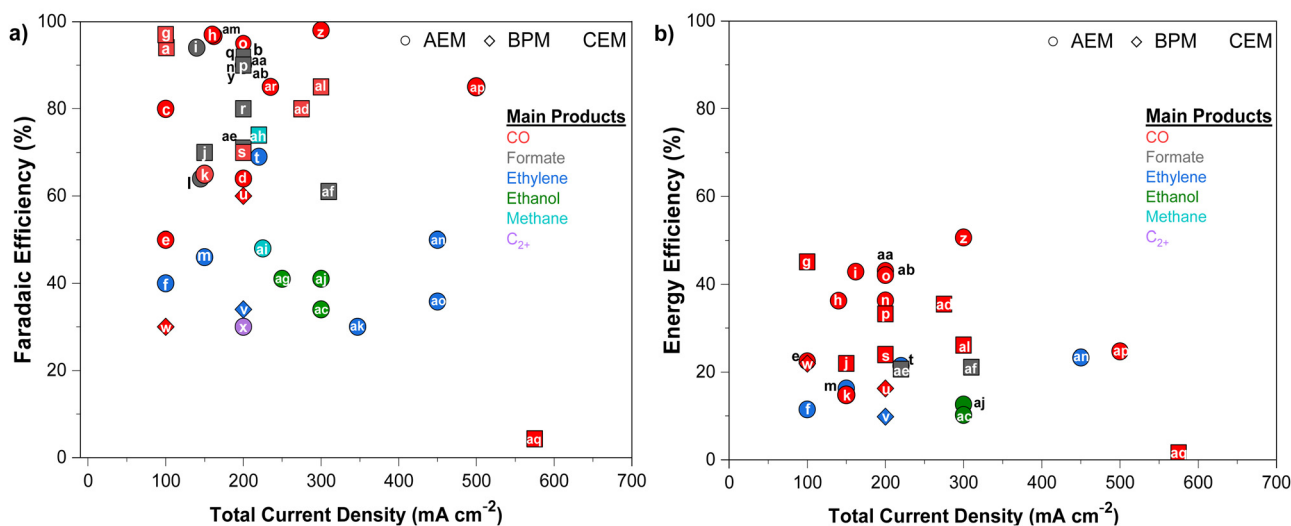 a)
AEM BPM CEM
Main Products
CO
Formate
Ethylene
Ethanol
Methane
C2+
Faradaic Efficiency (%)
100
80
60
40
20
0
0 100 200 300 400 500 600 700
Total Current Density (mA cm−2)
g
a
i
h
am
o
q
b
n
p
aa
y
ab
z
ar
al
ap
c
r
ad
ae
ah
j
s
t
l
k
d
u
af
e
m
ai
an
f
ag
aj
w
v
ac
ao
x
ak
aq
b)
AEM BPM CEM
Main Products
CO
Formate
Ethylene
Ethanol
Methane
C2+
Energy Efficiency (%)
100
80
60
40
20
0
0 100 200 300 400 500 600 700
Total Current Density (mA cm−2)
z
g
i
aa
o
ab
h
n
p
ad
al
e
w
j
s
t
ae
af
an
ap
m
k
u
f
v
aj
ac
aq